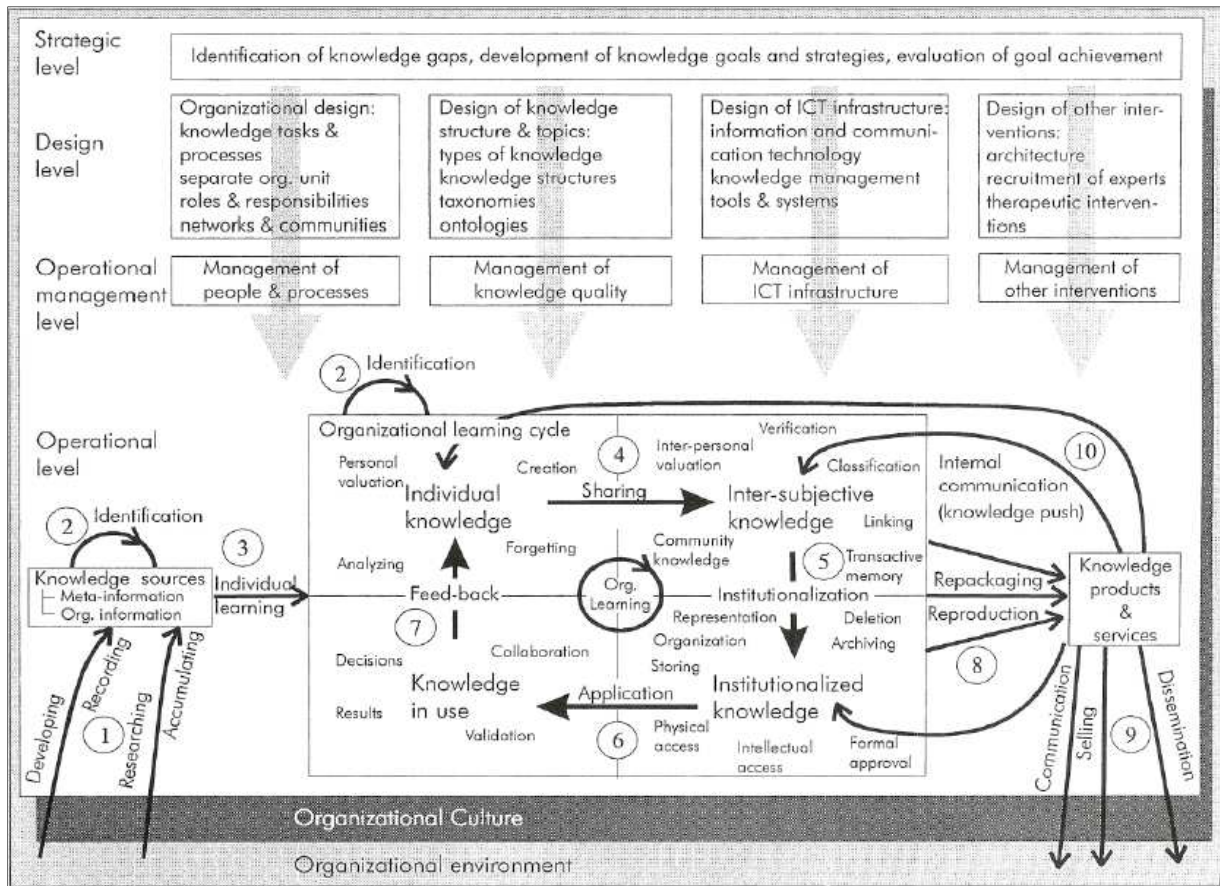 Strategic
level
Identification of knowledge gaps, development of knowledge goals and strategies, evaluation of goal achievement
Design
level
Organizational design:
knowledge tasks &
processes
separate org. unit
roles & responsibilities
networks & communities
Design of knowledge
structure & topics:
types of knowledge
knowledge structures
taxonomies
ontologies
Design of ICT infrastructure:
information and communi-
cation technology
knowledge management
tools & systems
Design of other inter-
ventions:
architecture
recruitment of experts
therapeutic interven-
tions
Operational
management
level
Management of
people & processes
Management of
knowledge quality
Management of
ICT infrastructure
Management of
other interventions
Operational
level
2
Identification
Organizational learning cycle
4
Verification
10
Personal
valuation
Creation
Inter-personal
valuation
Classification
Internal
communication
(knowledge push)
Individual
knowledge
Sharing
Inter-subjective
knowledge
Linking
2
Identification
3
Individual
learning
Knowledge sources
Meta-information
Org. information
Analyzing
Forgetting
Community
knowledge
5
Transactive
memory
Feed-back
Org.
Learning
Institutionalization
Repackaging
Reproduction
Knowledge
products
&
services
7
Representation
Organization
Storing
Deletion
Archiving
8
Decisions
Collaboration
Knowledge
in use
Application
Institutionalized
knowledge
Results
Validation
6
Physical
access
Intellectual
access
Formal
approval
Developing
Recording
1
Researching
Accumulating
Communication
Selling
9
Dissemination
Organizational Culture
Organizational environment